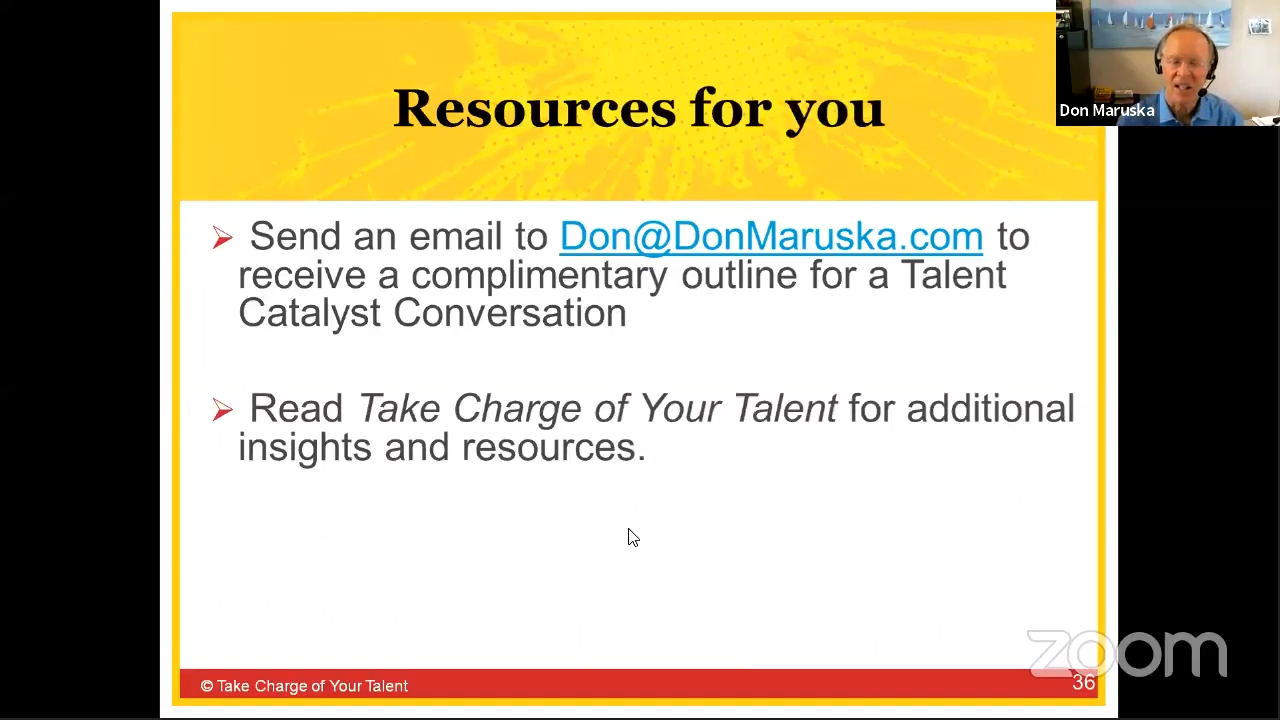 Resources for you
Don Maruska
Send an email to Don@DonMaruska.com to
receive a complimentary outline for a Talent
Catalyst Conversation
Read Take Charge of Your Talent for additional
insights and resources.
zoom
© Take Charge of Your Talent
36